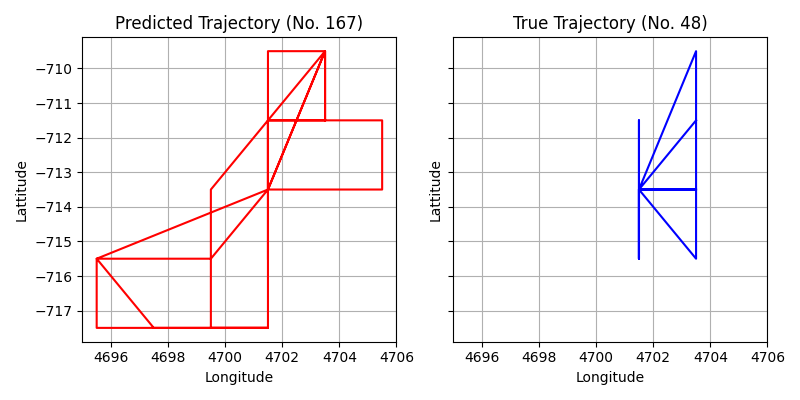 Predicted Trajectory (No. 167)
True Trajectory (No. 48)
−710
−711
−712
−713
−714
−715
−716
−717
Lattitude
Lattitude
4696 4698 4700 4702 4704 4706
4696 4698 4700 4702 4704 4706
Longitude
Longitude